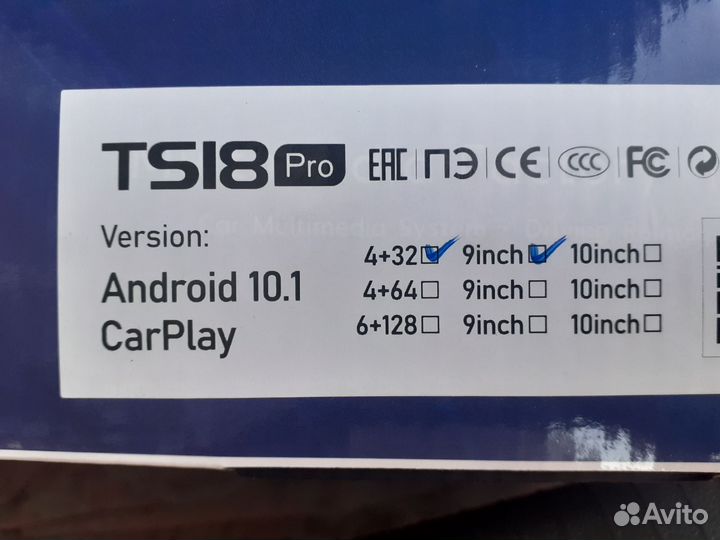 TS18 Pro EAC ПЭ CE CCC FC
Version:
Android 10.1
CarPlay
4+32 9inch 10inch
4+64 9inch 10inch
6+128 9inch 10inch
Avito